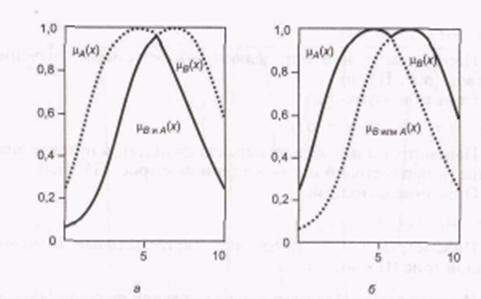 1,0
μA(x)
μB(x)
0,8
0,6
μB и A(x)
0,4
0,2
0
5
10
а
1,0
μA(x)
μB(x)
0,8
0,6
μB или A(x)
0,4
0,2
0
5
10
б